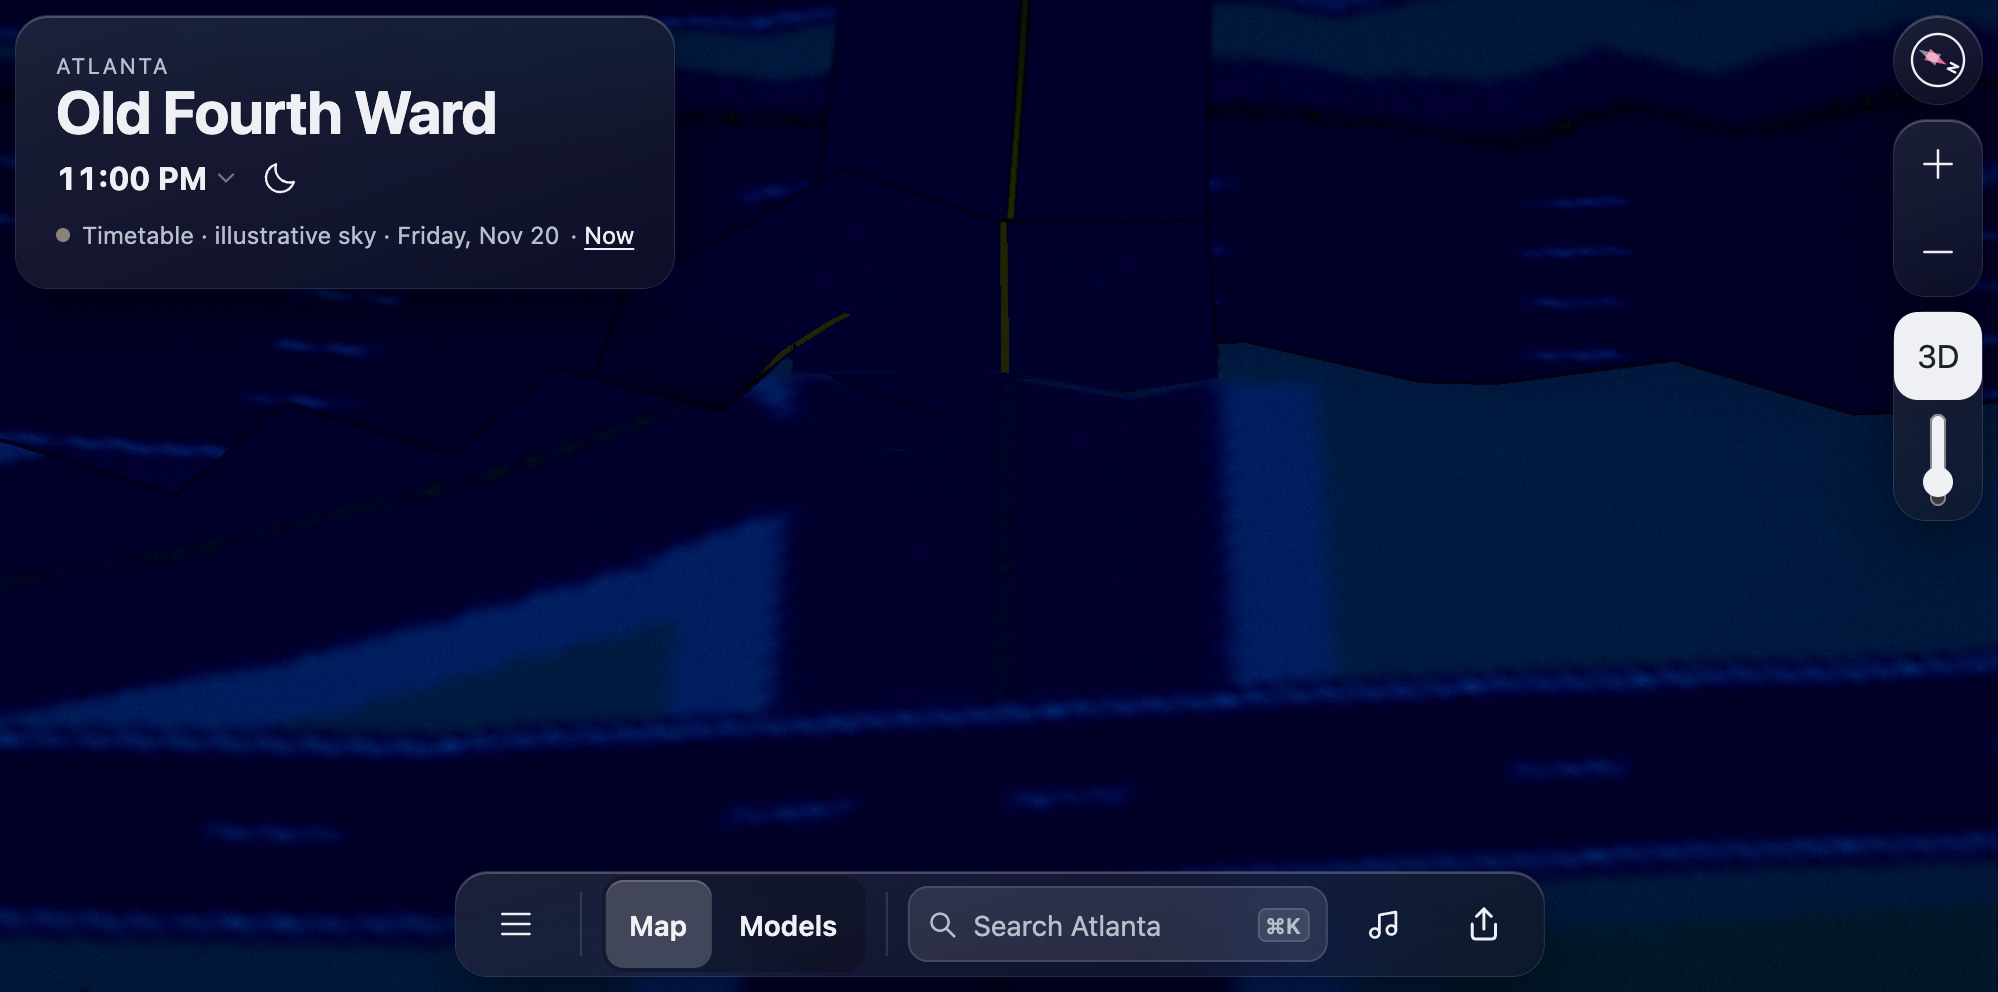 ATLANTA
Old Fourth Ward
11:00 PM
Timetable · illustrative sky · Friday, Nov 20 · Now
N
3D
Map
Models
Search Atlanta
⌘K